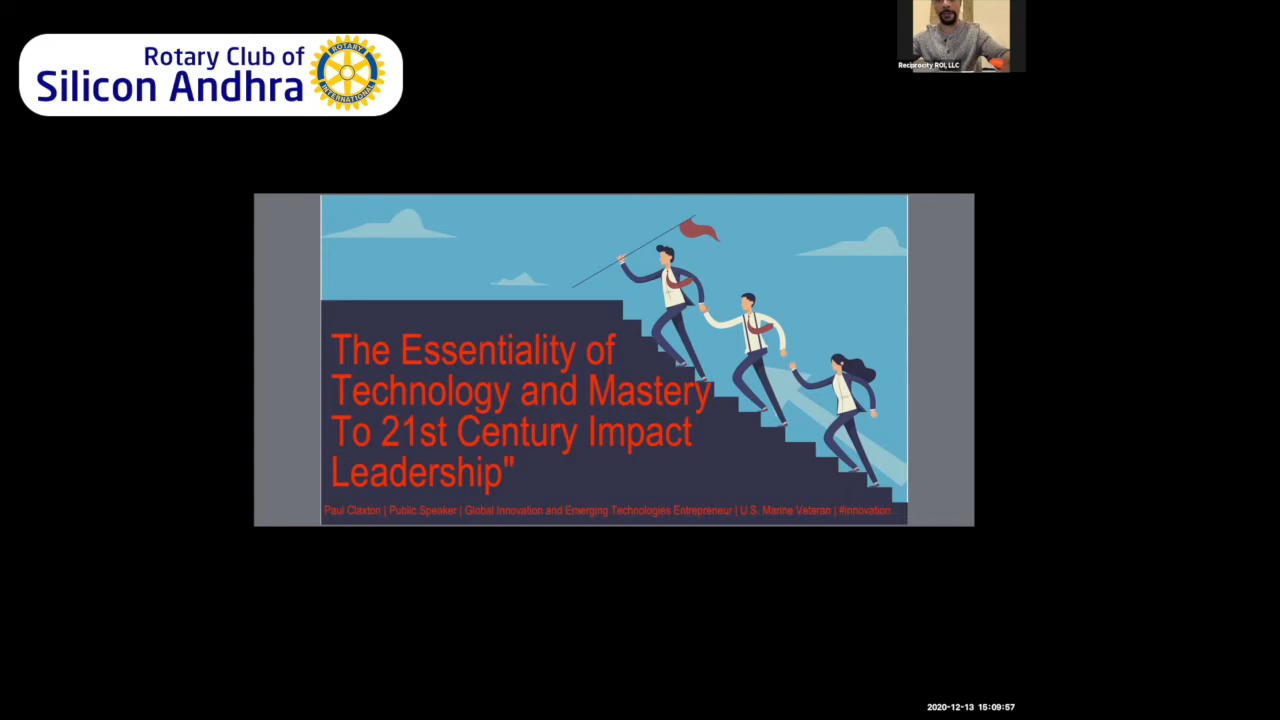 Rotary Club of
Silicon Andhra
ROTARY
INTERNATIONAL
Reciprocity ROI, LLC
The Essentiality of
Technology and Mastery
To 21st Century Impact
Leadership"
Paul Claxton | Public Speaker | Global Innovation and Emerging Technologies Entrepreneur | U.S. Marine Veteran | #innovation
2020-12-13 15:09:57